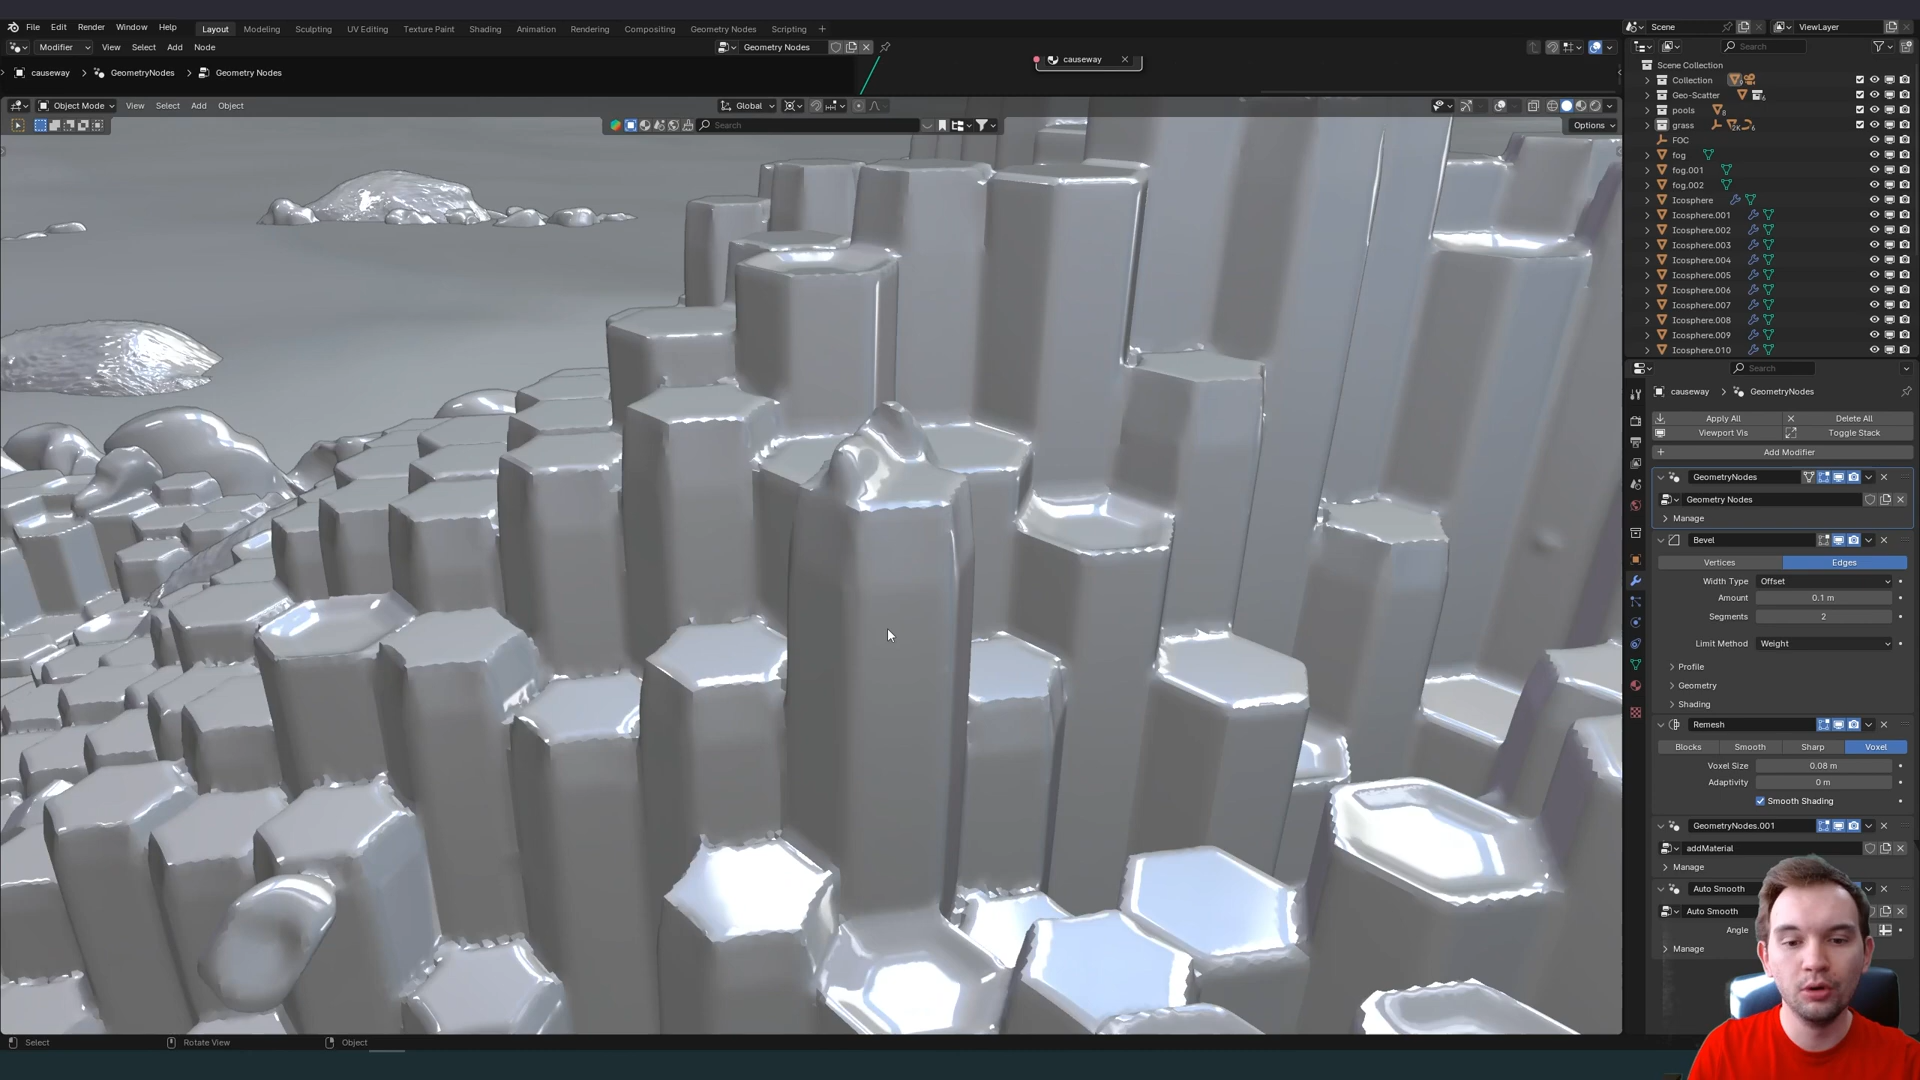 File Edit Render Window Help Layout Modeling Sculpting UV Editing Texture Paint Shading Animation Rendering Compositing Geometry Nodes Scripting + Scene ViewLayer
Modifier View Select Add Node Geometry Nodes Search
causeway > GeometryNodes > Geometry Nodes causeway
Object Mode View Select Add Object Global
Search Options
Scene Collection
Collection
Geo-Scatter 6
pools 8
grass 2K 6
FOC
fog
fog.001
fog.002
Icosphere
Icosphere.001
Icosphere.002
Icosphere.003
Icosphere.004
Icosphere.005
Icosphere.006
Icosphere.007
Icosphere.008
Icosphere.009
Icosphere.010
Search
causeway > GeometryNodes
Apply All Delete All
Viewport Vis Toggle Stack
Add Modifier
GeometryNodes
Geometry Nodes
Manage
Bevel
Vertices Edges
Width Type Offset
Amount 0.1 m
Segments 2
Limit Method Weight
Profile
Geometry
Shading
Remesh
Blocks Smooth Sharp Voxel
Voxel Size 0.08 m
Adaptivity 0 m
Smooth Shading
GeometryNodes.001
addMaterial
Manage
Auto Smooth
Auto Smooth
Angle
Manage
Select Rotate View Object